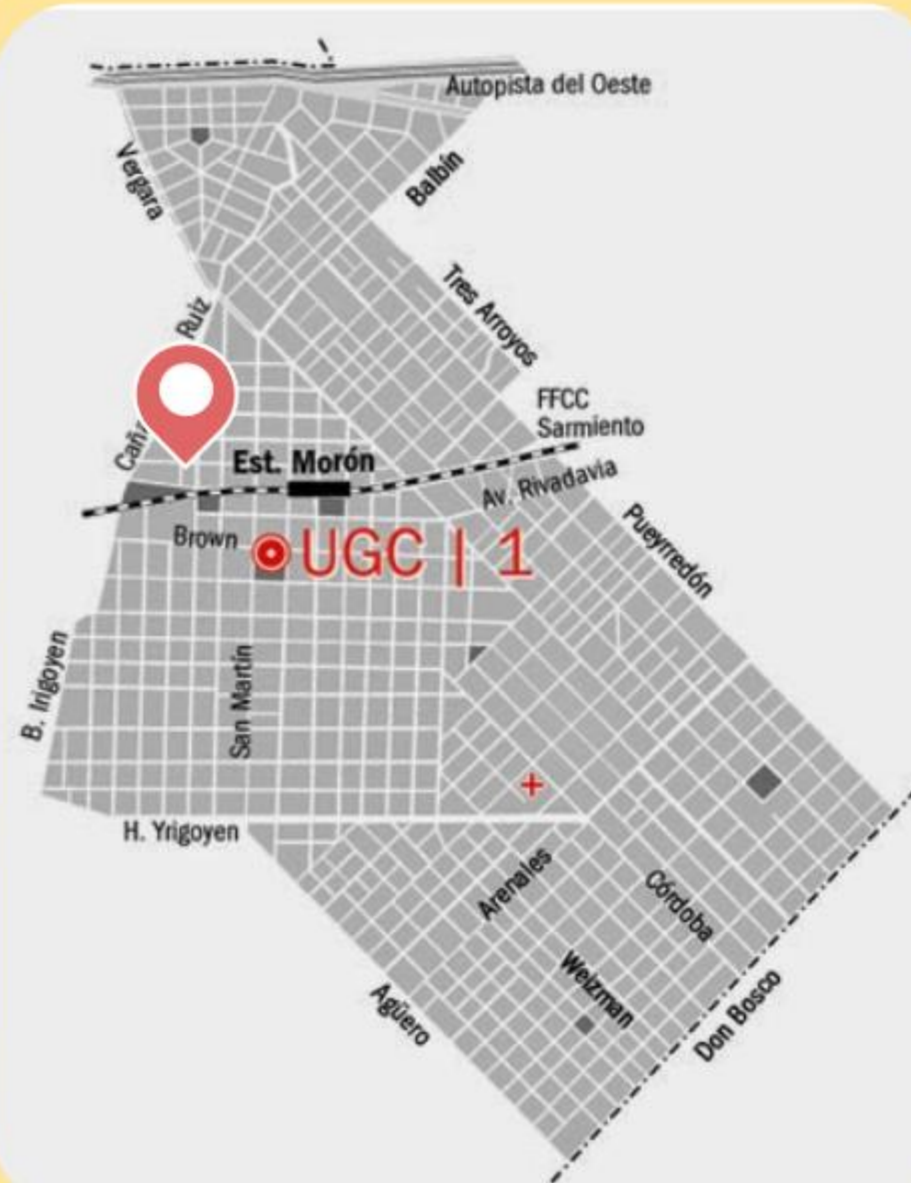 Autopista del Oeste
Vergara
Balbín
Tres Arroyos
Ruiz
FFCC
Sarmiento
Est. Morón
Av. Rivadavia
Brown
UGC | 1
Pueyrredón
B. Irigoyen
San Martín
H. Yrigoyen
Arenales
Córdoba
Weizman
Agüero
Don Bosco